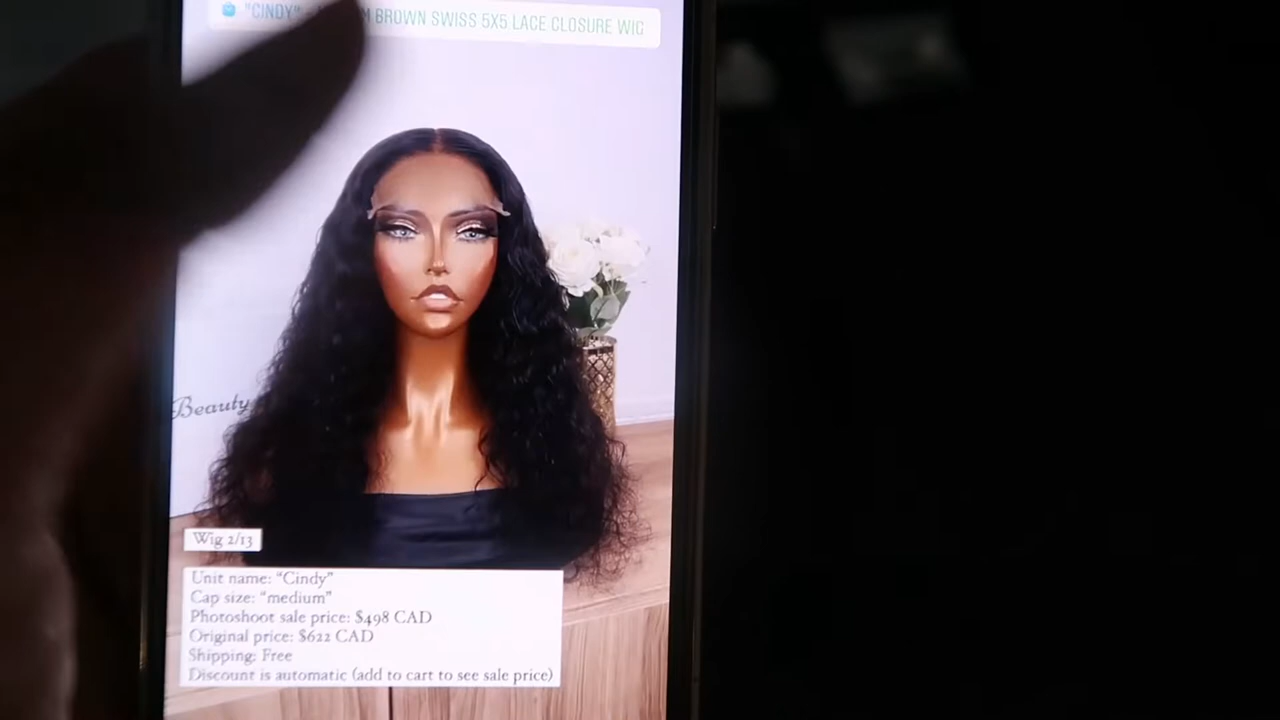 "CINDY" BROWN SWISS 5X5 LACE CLOSURE WIG
Beauty
Wig 2/13
Unit name: “Cindy”
Cap size: “medium”
Photoshoot sale price: $498 CAD
Original price: $622 CAD
Shipping: Free
Discount is automatic (add to cart to see sale price)